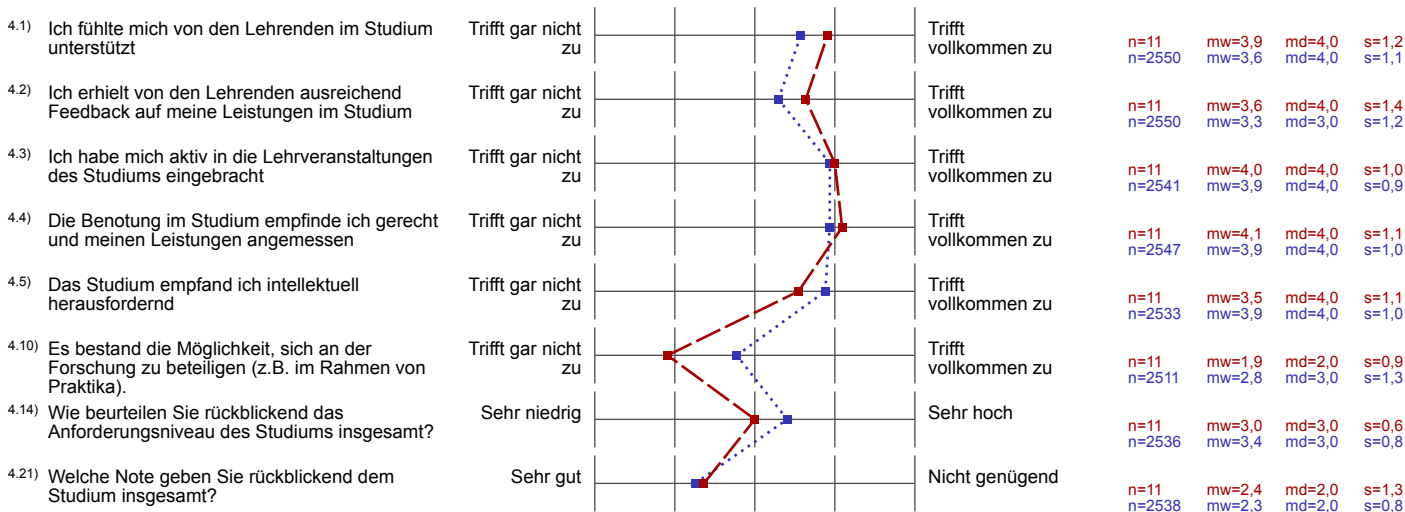 4.1) Ich fühlte mich von den Lehrenden im Studium
unterstützt
Trifft gar nicht
zu
Trifft
vollkommen zu
n=11 mw=3,9 md=4,0 s=1,2
n=2550 mw=3,6 md=4,0 s=1,1
4.2) Ich erhielt von den Lehrenden ausreichend
Feedback auf meine Leistungen im Studium
Trifft gar nicht
zu
Trifft
vollkommen zu
n=11 mw=3,6 md=4,0 s=1,4
n=2550 mw=3,3 md=3,0 s=1,2
4.3) Ich habe mich aktiv in die Lehrveranstaltungen
des Studiums eingebracht
Trifft gar nicht
zu
Trifft
vollkommen zu
n=11 mw=4,0 md=4,0 s=1,0
n=2541 mw=3,9 md=4,0 s=0,9
4.4) Die Benotung im Studium empfinde ich gerecht
und meinen Leistungen angemessen
Trifft gar nicht
zu
Trifft
vollkommen zu
n=11 mw=4,1 md=4,0 s=1,1
n=2547 mw=3,9 md=4,0 s=1,0
4.5) Das Studium empfand ich intellektuell
herausfordernd
Trifft gar nicht
zu
Trifft
vollkommen zu
n=11 mw=3,5 md=4,0 s=1,1
n=2533 mw=3,9 md=4,0 s=1,0
4.10) Es bestand die Möglichkeit, sich an der
Forschung zu beteiligen (z.B. im Rahmen von
Praktika).
Trifft gar nicht
zu
Trifft
vollkommen zu
n=11 mw=1,9 md=2,0 s=0,9
n=2511 mw=2,8 md=3,0 s=1,3
4.14) Wie beurteilen Sie rückblickend das
Anforderungsniveau des Studiums insgesamt?
Sehr niedrig
Sehr hoch
n=11 mw=3,0 md=3,0 s=0,6
n=2536 mw=3,4 md=3,0 s=0,8
4.21) Welche Note geben Sie rückblickend dem
Studium insgesamt?
Sehr gut
Nicht genügend
n=11 mw=2,4 md=2,0 s=1,3
n=2538 mw=2,3 md=2,0 s=0,8